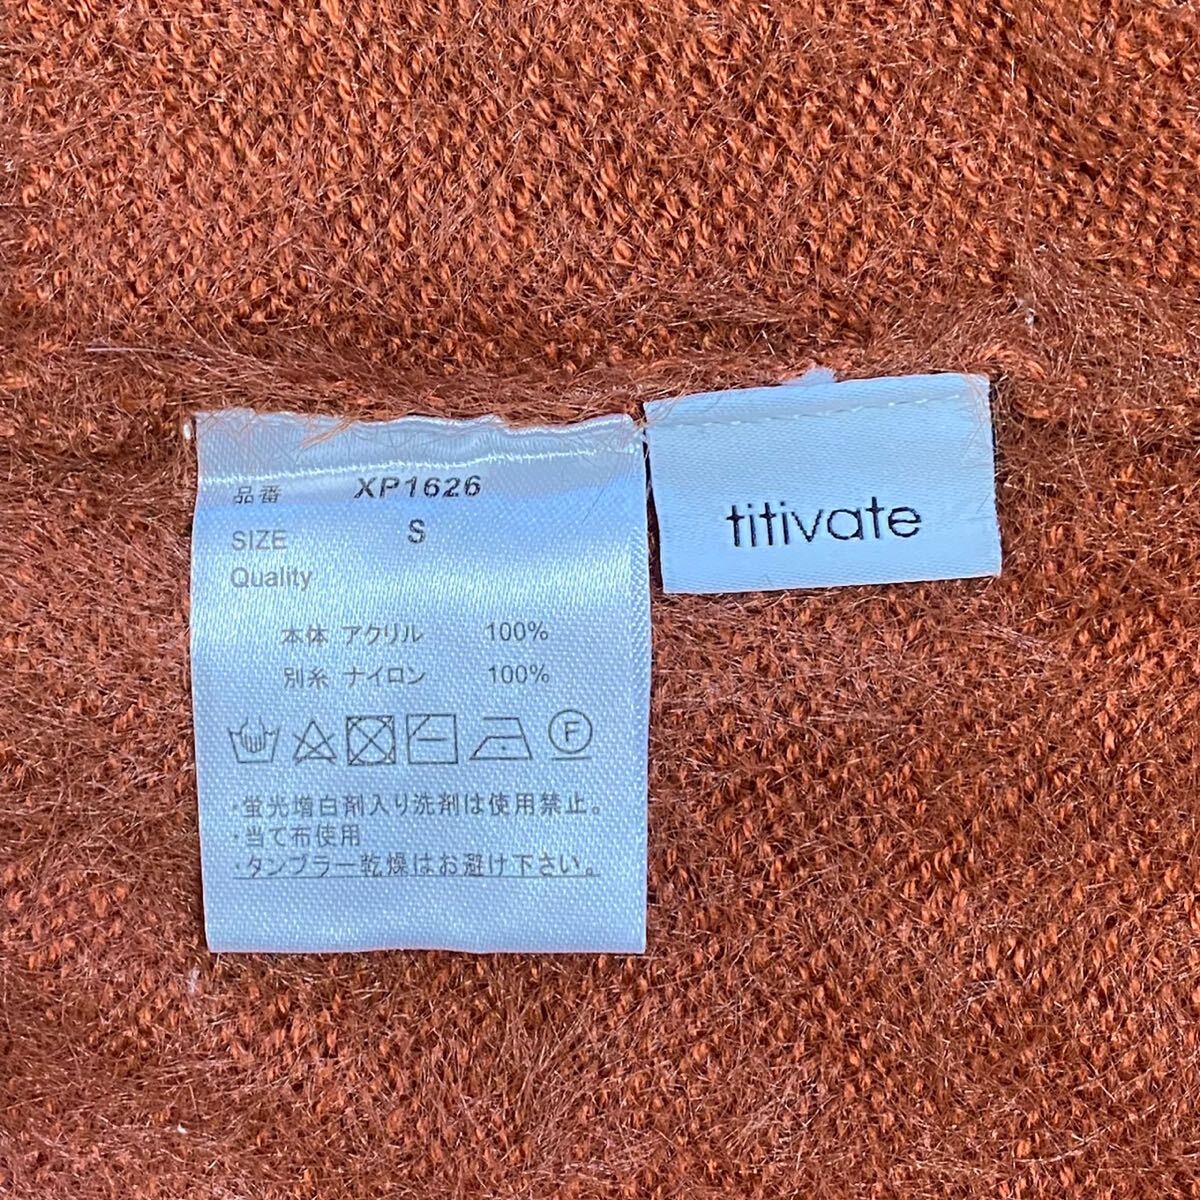 品番 XP1626
SIZE S
Quality
本体 アクリル 100%
別糸 ナイロン 100%
F
・蛍光増白剤入り洗剤は使用禁止。
・当て布使用
・タンブラー乾燥はお避け下さい。
titivate